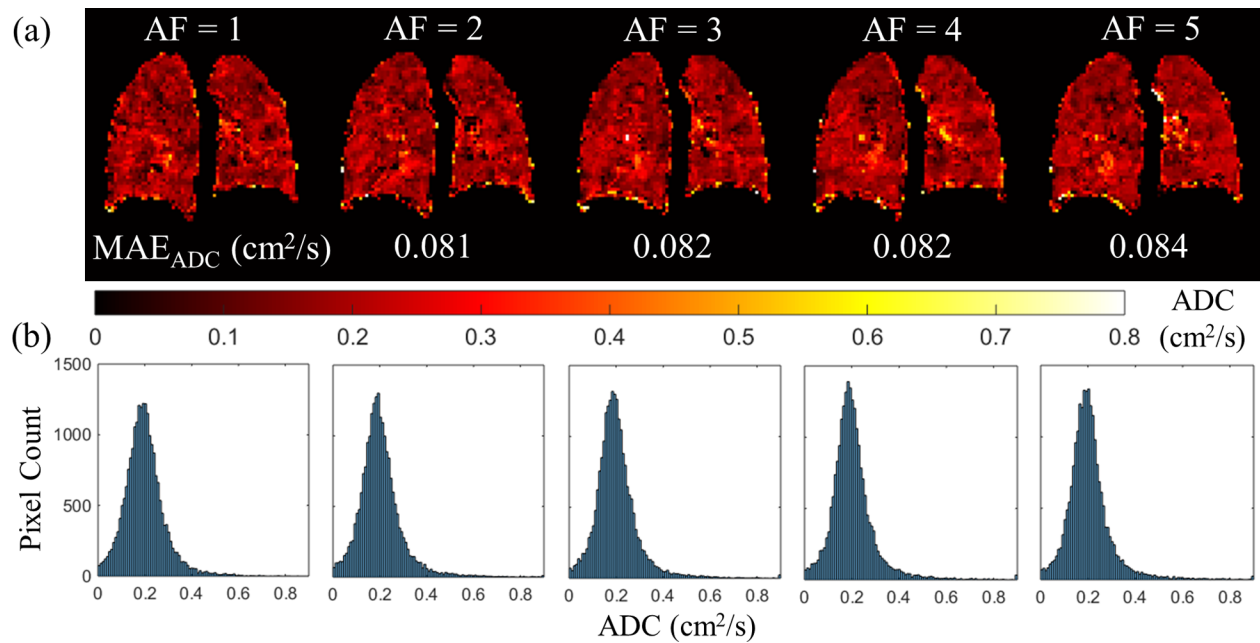 (a)
AF = 1 AF = 2 AF = 3 AF = 4 AF = 5
MAE_ADC (cm²/s) 0.081 0.082 0.082 0.084
0 0.1 0.2 0.3 0.4 0.5 0.6 0.7 0.8
ADC
(cm²/s)
(b)
1500
1000
500
0
Pixel Count
0 0.2 0.4 0.6 0.8 0 0.2 0.4 0.6 0.8 0 0.2 0.4 0.6 0.8 0 0.2 0.4 0.6 0.8 0 0.2 0.4 0.6 0.8
ADC (cm²/s)